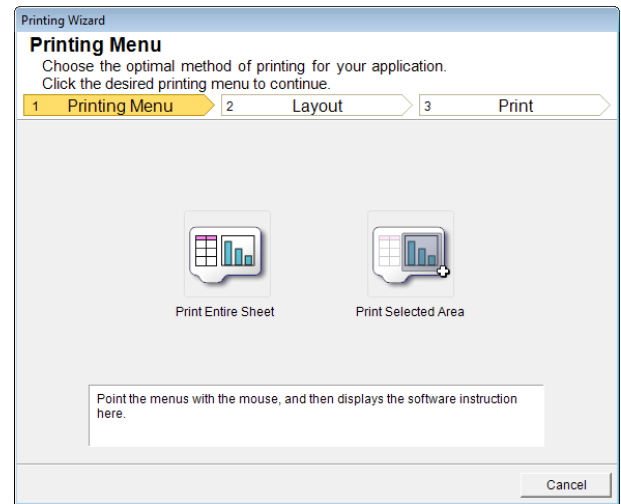 Printing Wizard
Printing Menu
Choose the optimal method of printing for your application.
Click the desired printing menu to continue.
1 Printing Menu 2 Layout 3 Print
Print Entire Sheet Print Selected Area
Point the menus with the mouse, and then displays the software instruction
here.
Cancel